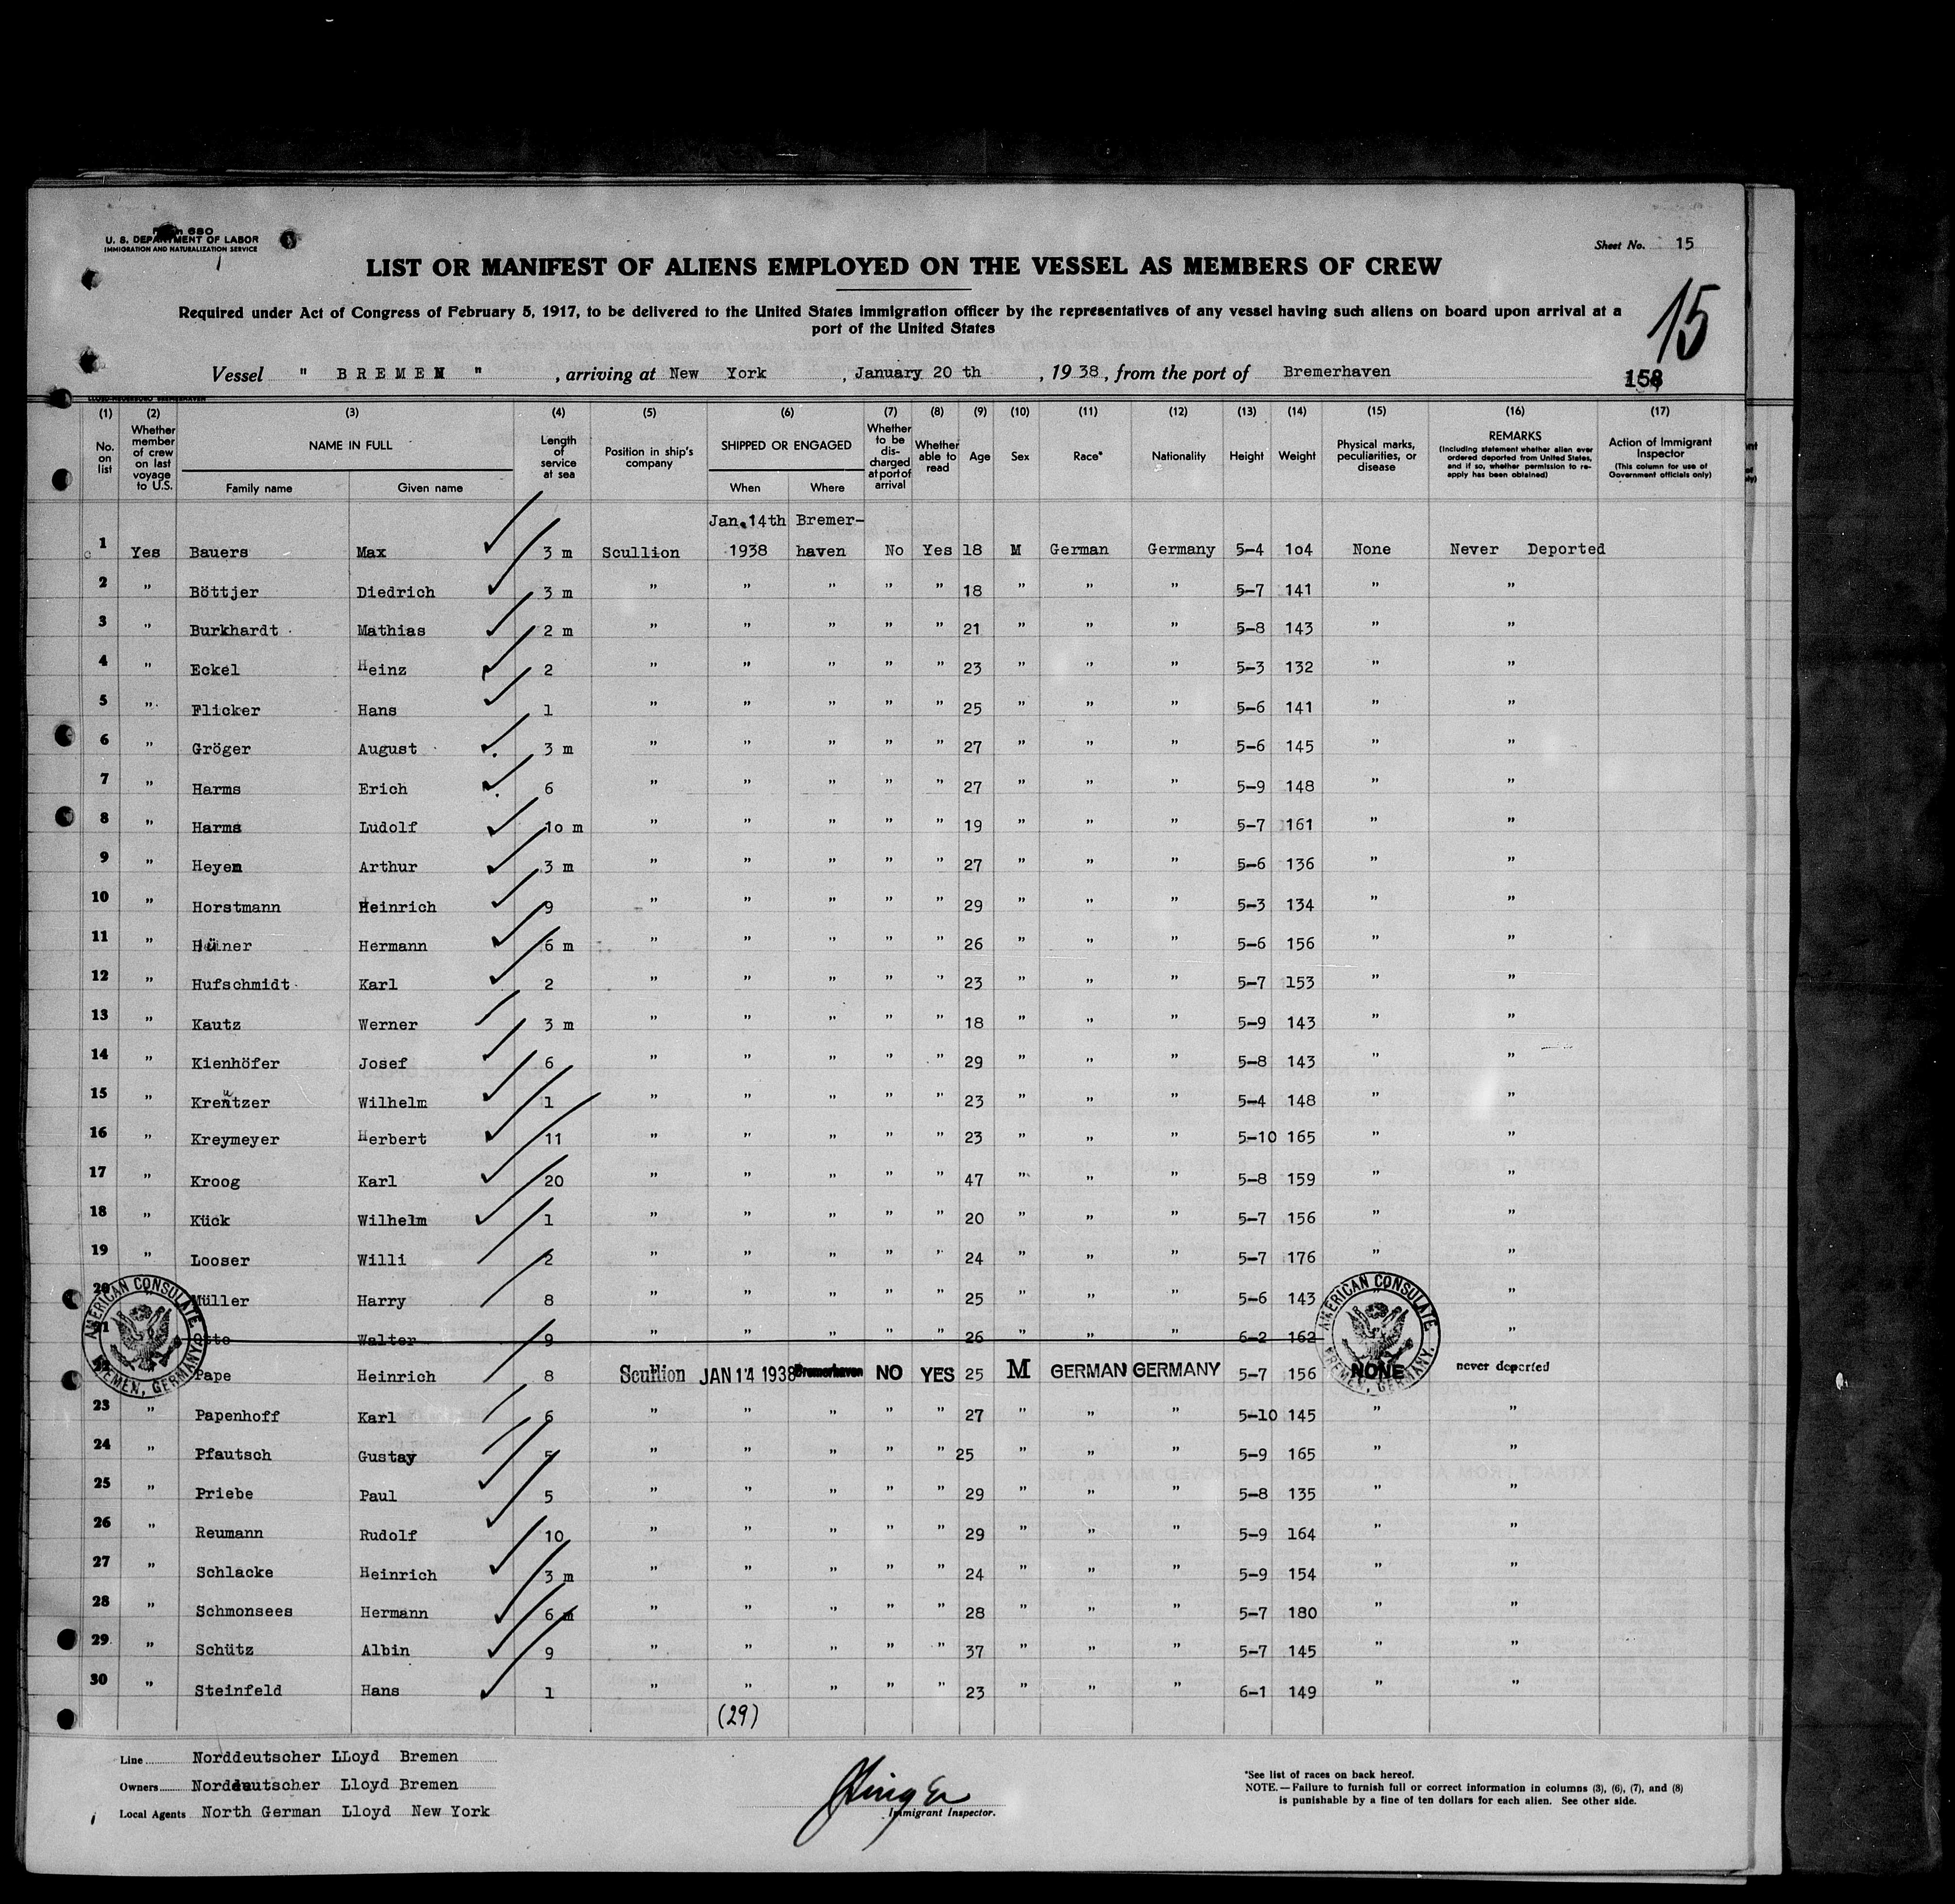 Form 680
U. S. DEPARTMENT OF LABOR
IMMIGRATION AND NATURALIZATION SERVICE
Sheet No. 15
LIST OR MANIFEST OF ALIENS EMPLOYED ON THE VESSEL AS MEMBERS OF CREW
15
Required under Act of Congress of February 5, 1917, to be delivered to the United States immigration officer by the representatives of any vessel having such aliens on board upon arrival at a
port of the United States
Vessel " B R E M E N " , arriving at New York , January 20 th , 19 38 , from the port of Bremerhaven
158
(1) (2) (3) (4) (5) (6) (7) (8) (9) (10) (11) (12) (13) (14) (15) (16) (17)
No. on list Whether member of crew on last voyage to U.S. NAME IN FULL Family name Given name Length of service at sea Position in ship's company SHIPPED OR ENGAGED When Where Whether to be discharged at port of arrival Whether able to read Age Sex Race* Nationality Height Weight Physical marks, peculiarities, or disease REMARKS (Including statement whether alien ever ordered deported from United States, and if so, whether permission to re-apply has been obtained) Action of Immigrant Inspector (This column for use of Government officials only)
Jan.14th Bremer-
1 Yes Bauers Max 3 m Scullion 1938 haven No Yes 18 M German Germany 5-4 1o4 None Never Deported
2 " Böttjer Diedrich 3 m " " " " " 18 " " " 5-7 141 " "
3 " Burkhardt Mathias 2 m " " " " " 21 " " " 5-8 143 " "
4 " Eckel Heinz 2 " " " " " 23 " " " 5-3 132 " "
5 " Flicker Hans 1 " " " " " 25 " " " 5-6 141 " "
6 " Gröger August 3 m " " " " " 27 " " " 5-6 145 " "
7 " Harms Erich 6 " " " " " 27 " " " 5-9 148 " "
8 " Harms Ludolf 1o m " " " " " 19 " " " 5-7 161 " "
9 " Heyen Arthur 3 m " " " " " 27 " " " 5-6 136 " "
10 " Horstmann Heinrich 9 " " " " " 29 " " " 5-3 134 " "
11 " Hüner Hermann 6 m " " " " " 26 " " " 5-6 156 " "
12 " Hufschmidt Karl 2 " " " " " 23 " " " 5-7 153 " "
13 " Kautz Werner 3 m " " " " " 18 " " " 5-9 143 " "
14 " Kienhöfer Josef 6 " " " " " 29 " " " 5-8 143 " "
15 " Kreutzer Wilhelm 1 " " " " " 23 " " " 5-4 148 " "
16 " Kreymeyer Herbert 11 " " " " " 23 " " " 5-10 165 " "
17 " Kroog Karl 20 " " " " " 47 " " " 5-8 159 " "
18 " Kück Wilhelm 1 " " " " " 20 " " " 5-7 156 " "
19 " Looser Willi 2 " " " " " 24 " " " 5-7 176 " "
20 Müller Harry 8 " " " " " 25 " " " 5-6 143 " "
21 Otto Walter 9 " " " " " 26 " " " 6-2 162 "
Pape Heinrich 8 Scullion JAN 14 1938 Bremerhaven NO YES 25 M GERMAN GERMANY 5-7 156 NONE never deported
AMERICAN CONSULATE BREMEN, GERMANY.
AMERICAN CONSULATE BREMEN, GERMANY.
23 " Papenhoff Karl 6 " " " " " 27 " " " 5-10 145 " "
24 " Pfautsch Gustav 5 " " " " " 25 " " " 5-9 165 " "
25 " Priebe Paul 5 " " " " " 29 " " " 5-8 135 " "
26 " Reumann Rudolf 10 " " " " " 29 " " " 5-9 164 " "
27 " Schlacke Heinrich 3 m " " " " " 24 " " " 5-9 154 " "
28 " Schmonsees Hermann 6 m " " " " " 28 " " " 5-7 180 " "
29 " Schütz Albin 9 " " " " " 37 " " " 5-7 145 " "
30 " Steinfeld Hans 1 " " " " " 23 " " " 6-1 149 " "
(29)
Line Norddeutscher LLoyd Bremen
Owners Norddeutscher Lloyd Bremen
Local Agents North German Lloyd New York
Immigrant Inspector.
*See list of races on back hereof.
NOTE.—Failure to furnish full or correct information in columns (3), (6), (7), and (8)
is punishable by a fine of ten dollars for each alien. See other side.